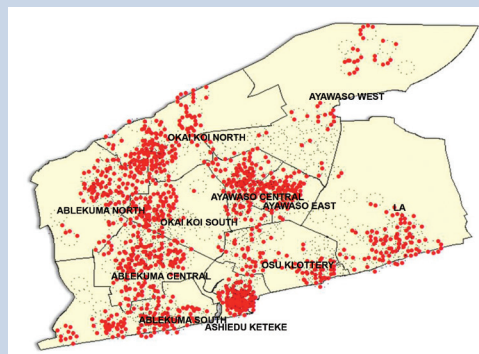 AYAWASO WEST
OKAI KOI NORTH
AYAWASO CENTRAL
AYAWASO EAST
ABLEKUMA NORTH
LA
OKAI KOI SOUTH
OSU KLOTTERY
ABLEKUMA CENTRAL
ABLEKUMA SOUTH
ASHIEDU KETEKE